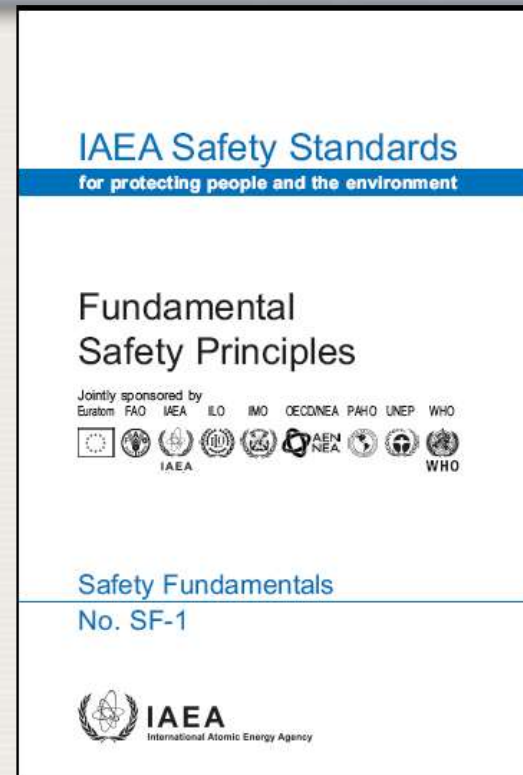 IAEA Safety Standards
for protecting people and the environment
Fundamental
Safety Principles
Jointly sponsored by
Euratom FAO IAEA ILO IMO OECD/NEA PAHO UNEP WHO
AEN
NEA
IAEA
WHO
Safety Fundamentals
No. SF-1
IAEA
International Atomic Energy Agency